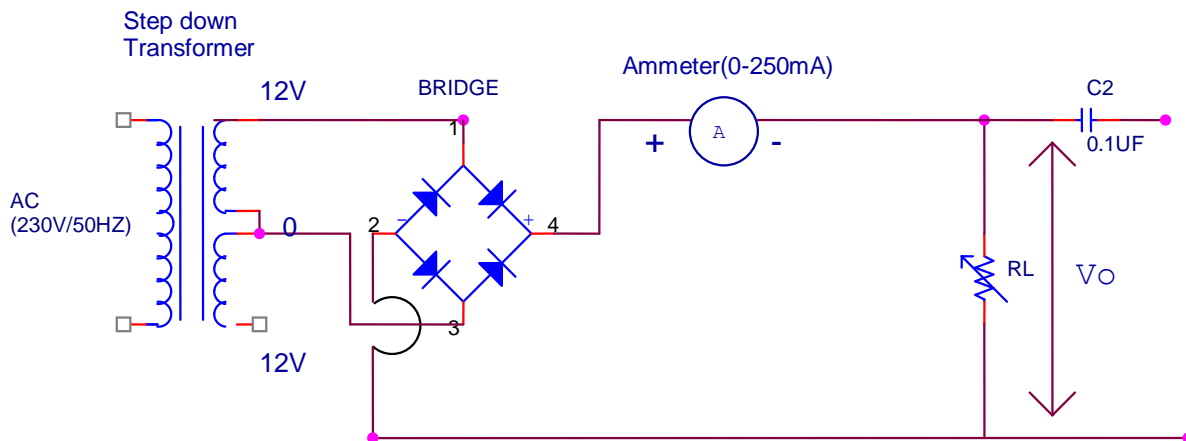 Step down
Transformer
12V
BRIDGE
Ammeter(0-250mA)
C2
1
A
+
-
0.1UF
AC
(230V/50HZ)
0
2
-
+
4
RL
Vo
3
12V